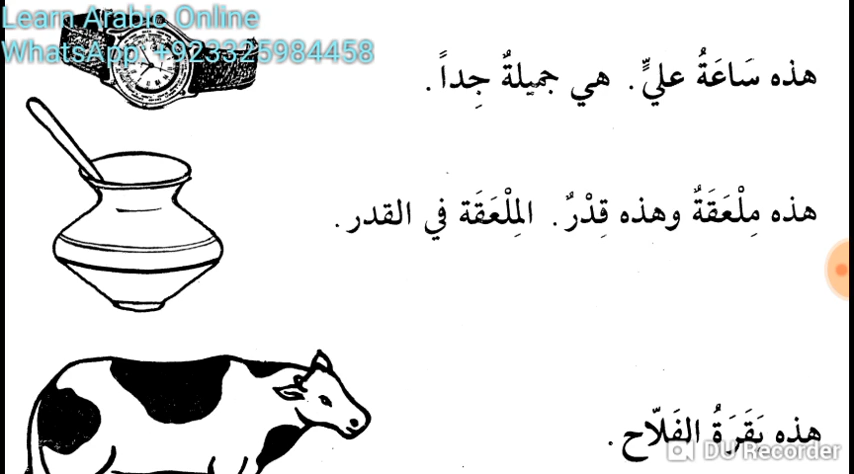 Learn Arabic Online
WhatsApp: +923325984458
هذه سَاعَةُ عليٍّ. هي جميلةٌ جِداً.
هذه مِلْعَقَةٌ وهذه قِدْرٌ. المِلْعَقَة في القدر.
هذه بَقَرَةُ الفَلّاح.
DU Recorder